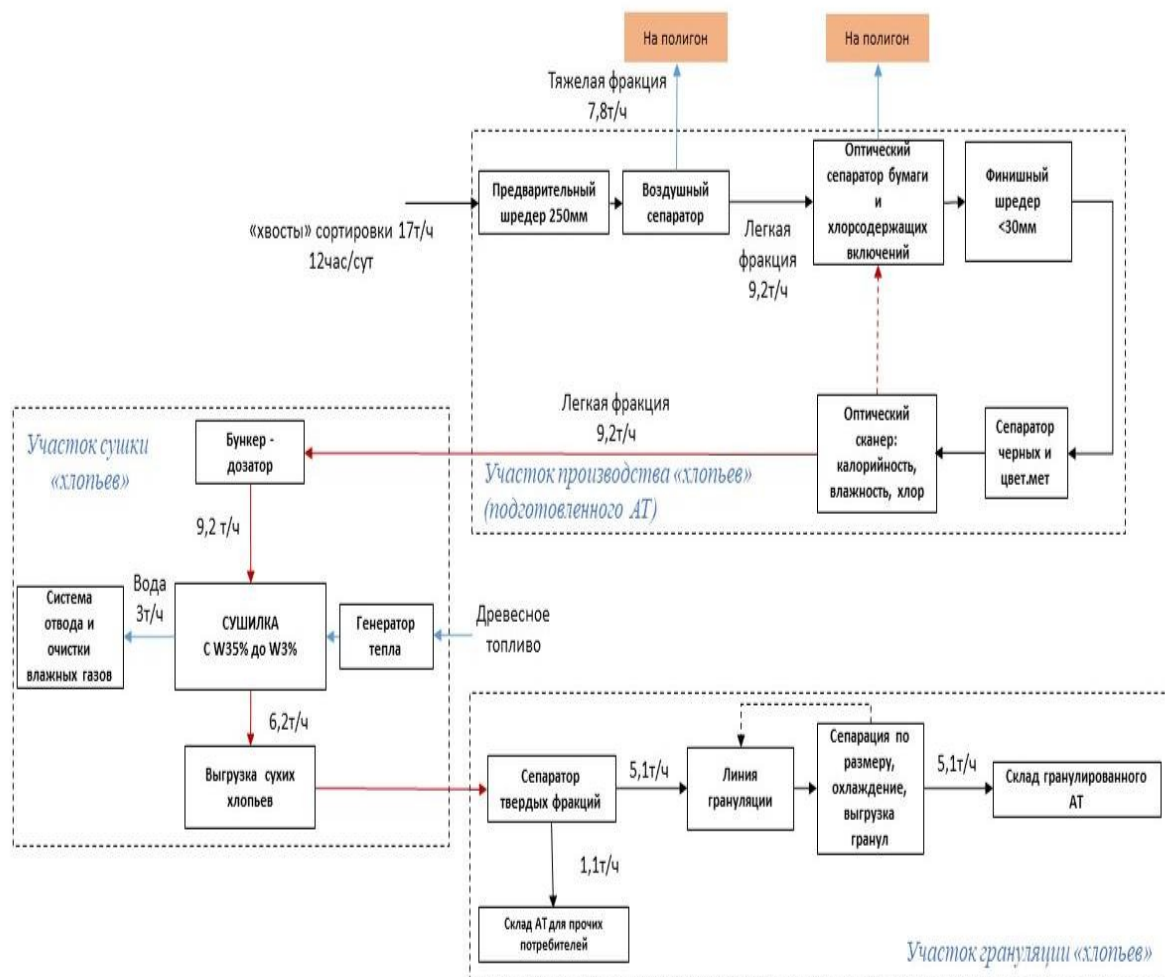 На полигон
На полигон
Тяжелая фракция
7,8т/ч
«хвосты» сортировки 17т/ч
12час/сут
Предварительный
шредер 250мм
Воздушный
сепаратор
Легкая
фракция
9,2т/ч
Оптический
сепаратор бумаги
и
хлорсодержащих
включений
Финишный
шредер
<30мм
Сепаратор
черных и
цвет.мет
Оптический
сканер:
калорийность,
влажность, хлор
Легкая фракция
9,2т/ч
Участок производства «хлопьев»
(подготовленного АТ)
Участок сушки
«хлопьев»
Бункер -
дозатор
9,2 т/ч
СУШИЛКА
С W35% до W3%
Вода
3т/ч
Система
отвода и
очистки
влажных газов
Генератор
тепла
Древесное
топливо
6,2т/ч
Выгрузка сухих
хлопьев
Сепаратор
твердых фракций
5,1т/ч
1,1т/ч
Склад АТ для прочих
потребителей
Линия
грануляции
Сепарация по
размеру,
охлаждение,
выгрузка
гранул
5,1т/ч
Склад гранулированного
АТ
Участок грануляции «хлопьев»